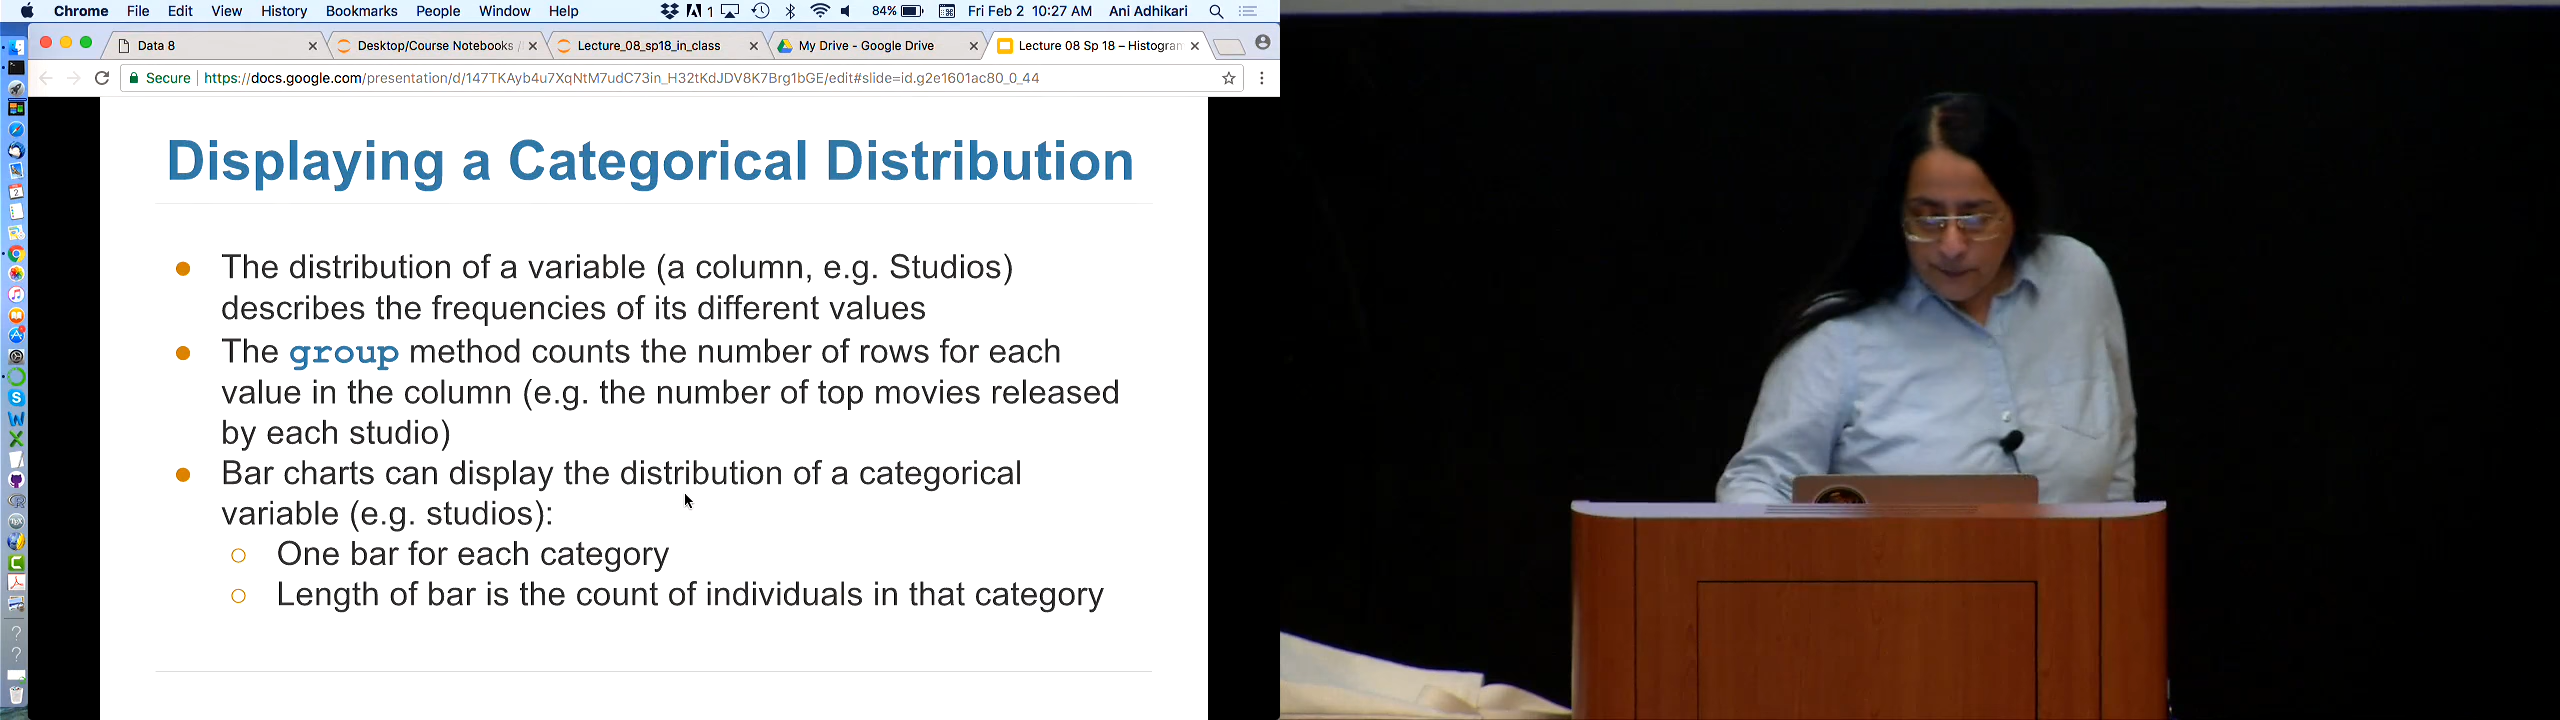 Chrome File Edit View History Bookmarks People Window Help 1 84% Fri Feb 2 10:27 AM Ani Adhikari
Data 8 Desktop/Course Notebooks Lecture_08_sp18_in_class My Drive - Google Drive Lecture 08 Sp 18 – Histogram
Secure https://docs.google.com/presentation/d/147TKAyb4u7XqNtM7udC73in_H32tKdJDV8K7Brg1bGE/edit#slide=id.g2e1601ac80_0_44
Displaying a Categorical Distribution
● The distribution of a variable (a column, e.g. Studios)
describes the frequencies of its different values
● The group method counts the number of rows for each
value in the column (e.g. the number of top movies released
by each studio)
● Bar charts can display the distribution of a categorical
variable (e.g. studios):
○ One bar for each category
○ Length of bar is the count of individuals in that category